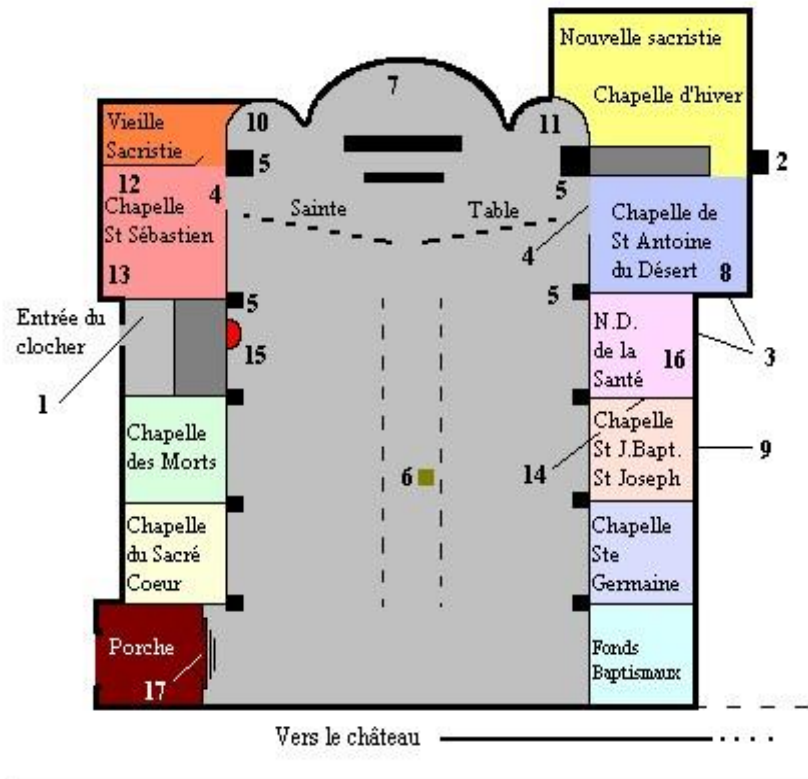 Nouvelle sacristie
7
Chapelle d'hiver
10
11
Vieille
Sacristie
5
5
2
12
4
Chapelle
St Sébastien
Sainte
Table
Chapelle de
St Antoine
du Désert
4
13
8
5
5
Entrée du
clocher
N.D.
de la
Santé
15
16
3
1
Chapelle
des Morts
Chapelle
St J.Bapt.
St Joseph
9
6
14
Chapelle
du Sacré
Coeur
Chapelle
Ste
Germaine
Porche
17
Fonds
Baptismaux
Vers le château